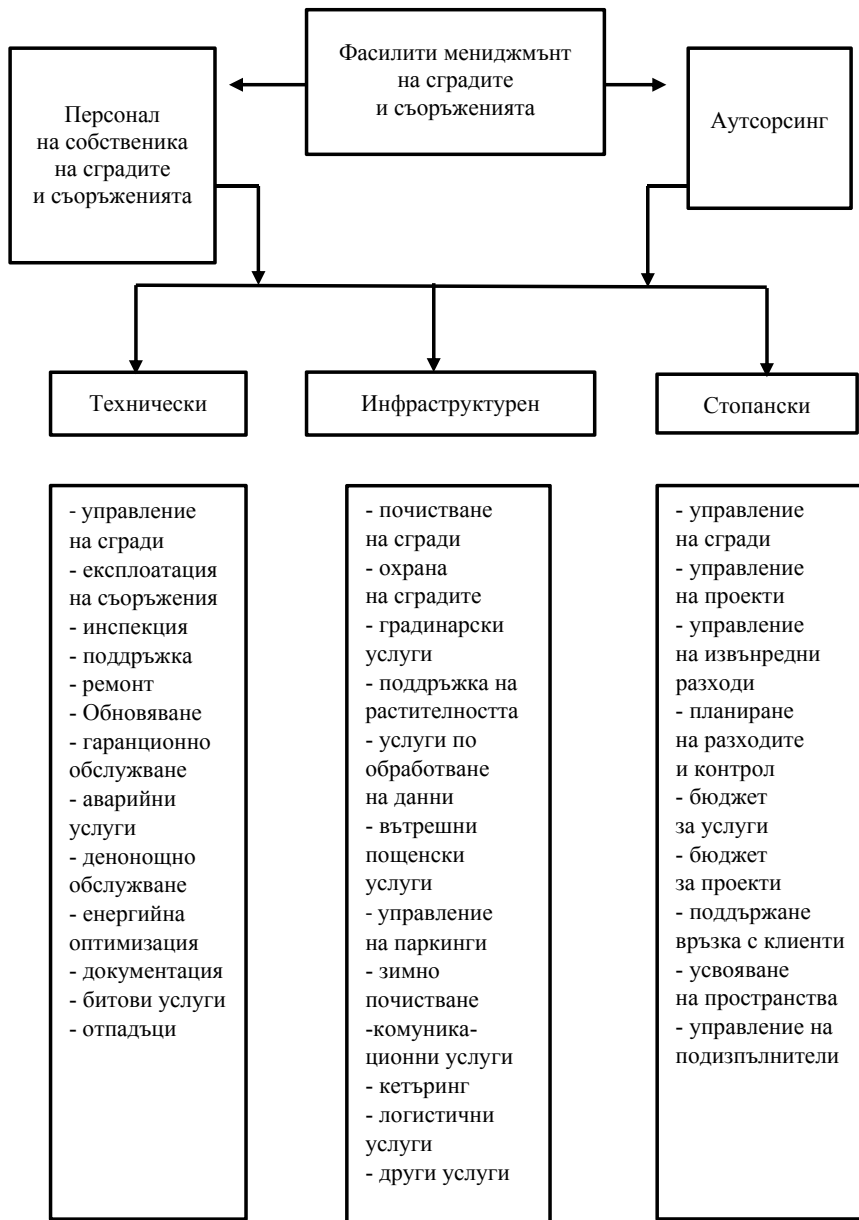 Фасилити мениджмънт
на сградите
и съоръженията
Персонал
на собственика
на сградите
и съоръженията
Аутсорсинг
Технически
Инфраструктурен
Стопански
- управление
на сгради
- експлоатация
на съоръжения
- инспекция
- поддръжка
- ремонт
- Обновяване
- гаранционно
обслужване
- аварийни
услуги
- денонощно
обслужване
- енергийна
оптимизация
- документация
- битови услуги
- отпадъци
- почистване
на сгради
- охрана
на сградите
- градинарски
услуги
- поддръжка на
растителността
- услуги по
обработване
на данни
- вътрешни
пощенски
услуги
- управление
на паркинги
- зимно
почистване
-комуника-
ционни услуги
- кетъринг
- логистични
услуги
- други услуги
- управление
на сгради
- управление
на проекти
- управление
на извънредни
разходи
- планиране
на разходите
и контрол
- бюджет
за услуги
- бюджет
за проекти
- поддържане
връзка с клиенти
- усвояване
на пространства
- управление на
подизпълнители